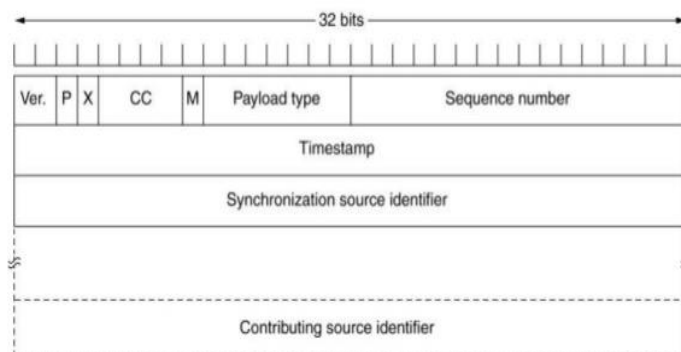 32 bits
Ver. P X CC M Payload type Sequence number
Timestamp
Synchronization source identifier
Contributing source identifier